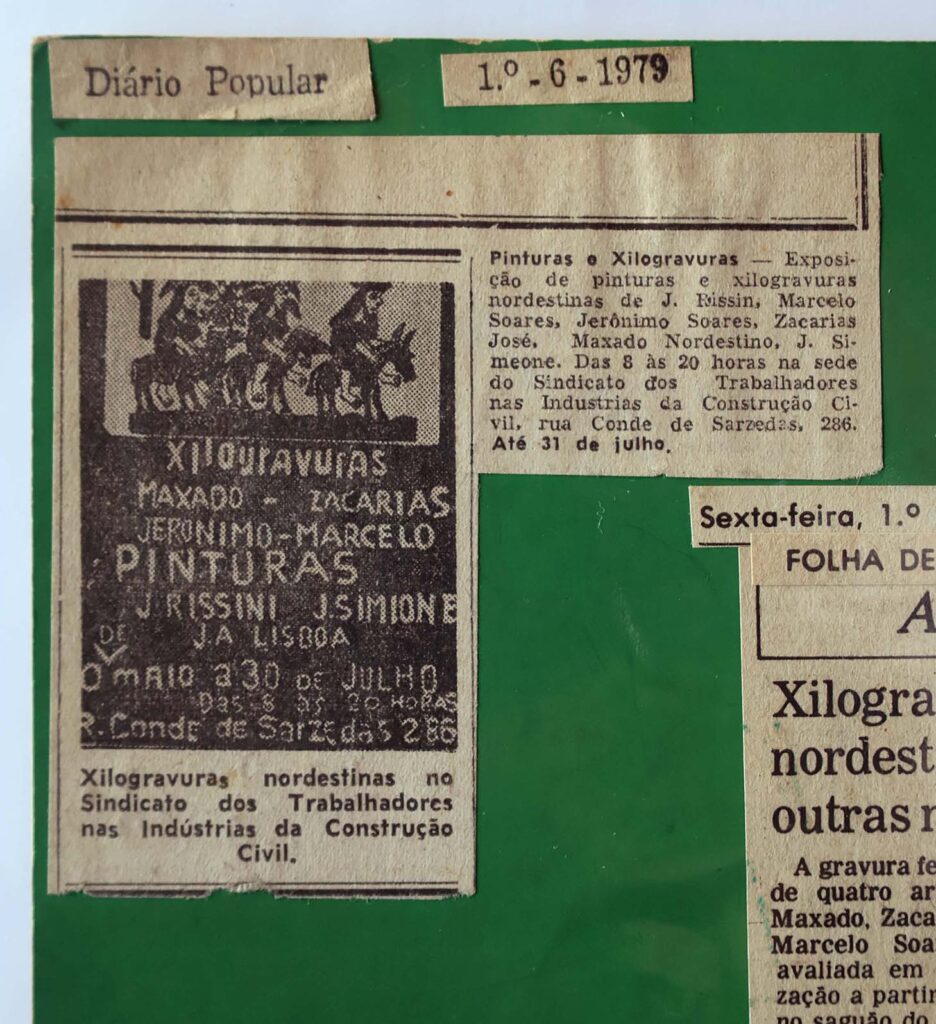 Diário Popular
1.º - 6 - 1979
Xilogravuras
MAXADO - ZACARIAS
JERONIMO-MARCELO
PINTURAS
J. RISSINI J. SIMIONE
J.A LISBOA
DE
0 MAIO a 30 DE JULHO
DAS 8 às 20 HORAS
R. Conde de Sarzedas 286
Xilogravuras nordestinas no
Sindicato dos Trabalhadores
nas Indústrias da Construção
Civil.
Pinturas e Xilogravuras — Exposi-
ção de pinturas e xilogravuras
nordestinas de J. Rissin, Marcelo
Soares, Jerônimo Soares, Zacarias
José, Maxado Nordestino, J. Si-
meone. Das 8 às 20 horas na sede
do Sindicato dos Trabalhadores
nas Industrias da Construção Ci-
vil, rua Conde de Sarzedas, 286.
Até 31 de julho.
Sexta-feira, 1.º
FOLHA DE
A
Xilogra
nordest
outras
A gravura fe
de quatro ar
Maxado, Zaca
Marcelo Soa
avaliada em
zação a partir
no saguão do